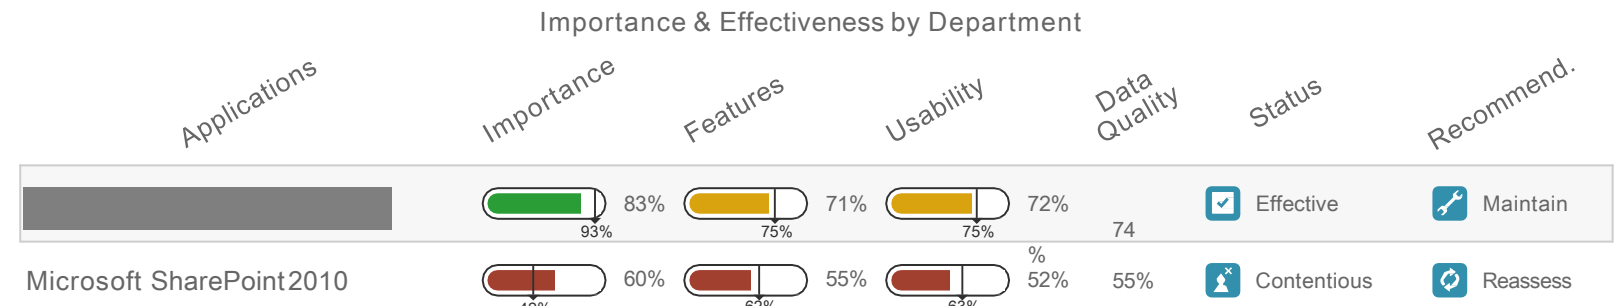 Importance & Effectiveness by Department
Applications Importance Features Usability Data Quality Status Recommend.
83% 71% 72% 74 % Effective Maintain
93% 75% 75%
Microsoft SharePoint 2010 60% 55% 52% 55% Contentious Reassess